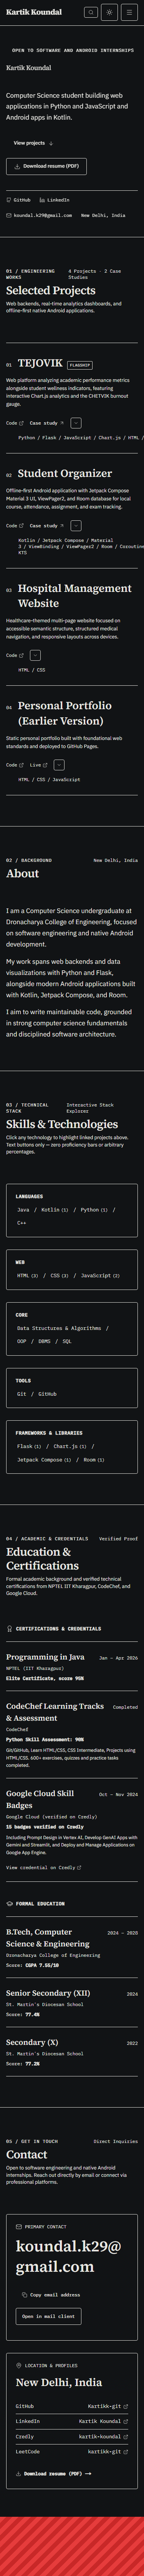 Kartik Koundal
OPEN TO SOFTWARE AND ANDROID INTERNSHIPS
Kartik Koundal
Computer Science student building web
applications in Python and JavaScript and
Android apps in Kotlin.
View projects ↓
Download resume (PDF)
GitHub LinkedIn
koundal.k29@gmail.com New Delhi, India
01 / ENGINEERING WORKS
4 Projects · 2 Case Studies
Selected Projects
Web backends, real-time analytics dashboards, and
offline-first native Android applications.
01 TEJOVIK FLAGSHIP
Web platform analyzing academic performance metrics
alongside student wellness indicators, featuring
interactive Chart.js analytics and the CHETVIK burnout
gauge.
Code Case study
Python / Flask / JavaScript / Chart.js / HTML /
02 Student Organizer
Offline-first Android application with Jetpack Compose
Material 3 UI, ViewPager2, and Room database for local
course, attendance, assignment, and exam tracking.
Code Case study
Kotlin / Jetpack Compose / Material
3 / ViewBinding / ViewPager2 / Room / Coroutine
KTS
03 Hospital Management
Website
Healthcare-themed multi-page website focused on
accessible semantic structure, structured medical
navigation, and responsive layouts across devices.
Code
HTML / CSS
04 Personal Portfolio
(Earlier Version)
Static personal portfolio built with foundational web
standards and deployed to GitHub Pages.
Code Live
HTML / CSS / JavaScript
02 / BACKGROUND New Delhi, India
About
I am a Computer Science undergraduate at
Dronacharya College of Engineering, focused
on software engineering and native Android
development.
My work spans web backends and data
visualizations with Python and Flask,
alongside modern Android applications built
with Kotlin, Jetpack Compose, and Room.
I aim to write maintainable code, grounded
in strong computer science fundamentals
and disciplined software architecture.
03 / TECHNICAL STACK
Interactive Stack Explorer
Skills & Technologies
Click any technology to highlight linked projects above.
Text buttons only — zero proficiency bars or arbitrary
percentages.
LANGUAGES
Java / Kotlin (1) / Python (1) /
C++
WEB
HTML (3) / CSS (3) / JavaScript (2)
CORE
Data Structures & Algorithms /
OOP / DBMS / SQL
TOOLS
Git / GitHub
FRAMEWORKS & LIBRARIES
Flask (1) / Chart.js (1) /
Jetpack Compose (1) / Room (1)
04 / ACADEMIC & CREDENTIALS Verified Proof
Education &
Certifications
Formal academic background and verified technical
certifications from NPTEL IIT Kharagpur, CodeChef, and
Google Cloud.
CERTIFICATIONS & CREDENTIALS
Programming in Java Jan – Apr 2026
NPTEL (IIT Kharagpur)
Elite Certificate, score 95%
CodeChef Learning Tracks
& Assessment
Completed
CodeChef
Python Skill Assessment: 90%
Git/GitHub, Learn HTML/CSS, CSS Intermediate, Projects using
HTML/CSS. 600+ exercises, quizzes and practice tasks
completed.
Google Cloud Skill
Badges
Oct – Nov 2024
Google Cloud (verified on Credly)
15 badges verified on Credly
Including Prompt Design in Vertex AI, Develop GenAI Apps with
Gemini and Streamlit, and Deploy and Manage Applications on
Google App Engine.
View credential on Credly
FORMAL EDUCATION
B.Tech, Computer
Science & Engineering
2024 – 2028
Dronacharya College of Engineering
Score: CGPA 7.55/10
Senior Secondary (XII) 2024
St. Martin's Diocesan School
Score: 77.4%
Secondary (X) 2022
St. Martin's Diocesan School
Score: 77.2%
05 / GET IN TOUCH Direct Inquiries
Contact
Open to software engineering and native Android
internships. Reach out directly by email or connect via
professional platforms.
PRIMARY CONTACT
koundal.k29@
gmail.com
Copy email address
Open in mail client
LOCATION & PROFILES
New Delhi, India
GitHub Kartikk-git
LinkedIn Kartik Koundal
Credly kartik-koundal
LeetCode kartikk-git
Download resume (PDF) →